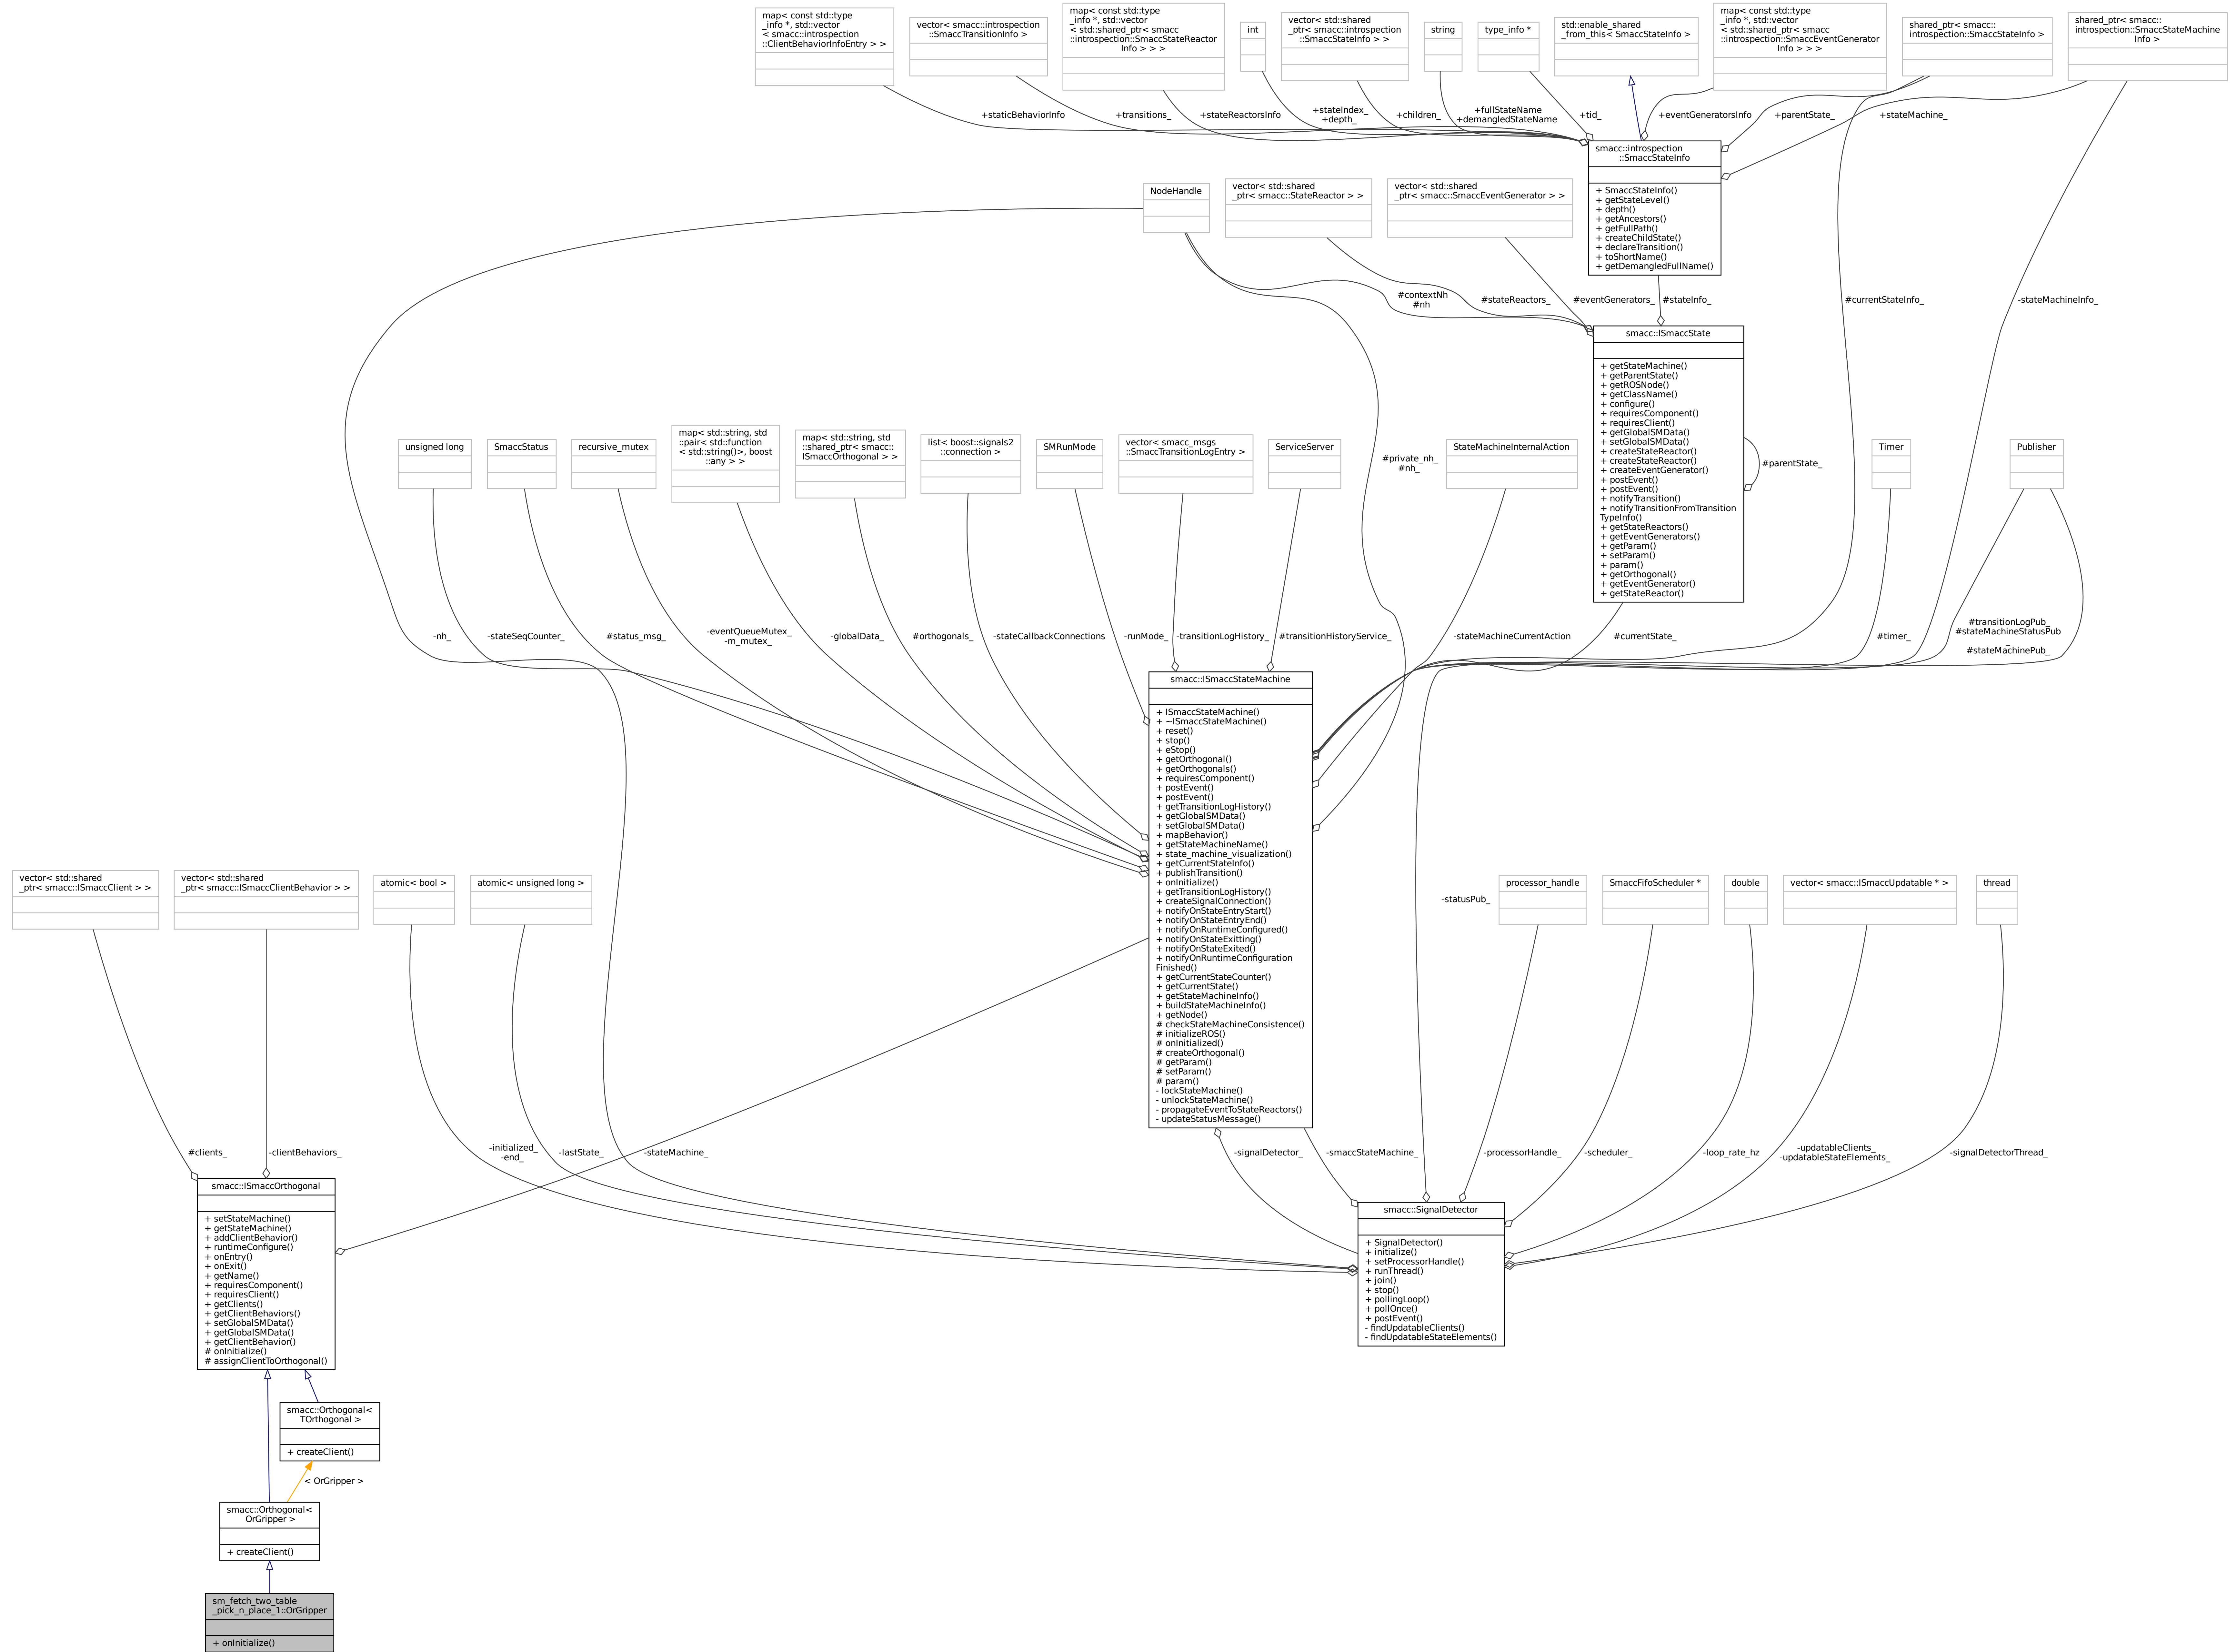 map< const std::type
_info *, std::vector
< smacc::introspection
::ClientBehaviorInfoEntry > >
vector< smacc::introspection
::SmaccTransitionInfo >
map< const std::type
_info *, std::vector
< std::shared_ptr< smacc
::introspection::SmaccStateReactor
Info > > >
int
vector< std::shared
_ptr< smacc::introspection
::SmaccStateInfo > >
string
type_info *
std::enable_shared
_from_this< SmaccStateInfo >
map< const std::type
_info *, std::vector
< std::shared_ptr< smacc
::introspection::SmaccEventGenerator
Info > > >
shared_ptr< smacc::
introspection::SmaccStateInfo >
shared_ptr< smacc::
introspection::SmaccStateMachine
Info >
+staticBehaviorInfo
+transitions_
+stateReactorsInfo
+stateIndex_
+depth_
+children_
+fullStateName
+demangledStateName
+tid_
+eventGeneratorsInfo
+parentState_
+stateMachine_
smacc::introspection
::SmaccStateInfo
+ SmaccStateInfo()
+ getStateLevel()
+ depth()
+ getAncestors()
+ getFullPath()
+ createChildState()
+ declareTransition()
+ toShortName()
+ getDemangledFullName()
NodeHandle
vector< std::shared
_ptr< smacc::StateReactor > >
vector< std::shared
_ptr< smacc::SmaccEventGenerator > >
#contextNh
#nh
#stateReactors_
#eventGenerators_
#stateInfo_
#currentStateInfo_
-stateMachineInfo_
smacc::ISmaccState
+ getStateMachine()
+ getParentState()
+ getROSNode()
+ getClassName()
+ configure()
+ requiresComponent()
+ requiresClient()
+ getGlobalSMData()
+ setGlobalSMData()
+ createStateReactor()
+ createStateReactor()
+ createEventGenerator()
+ postEvent()
+ postEvent()
+ notifyTransition()
+ notifyTransitionFromTransition
TypeInfo()
+ getStateReactors()
+ getEventGenerators()
+ getParam()
+ setParam()
+ param()
+ getOrthogonal()
+ getEventGenerator()
+ getStateReactor()
#parentState_
unsigned long
SmaccStatus
recursive_mutex
map< std::string, std
::pair< std::function
< std::string()>, boost
::any > >
map< std::string, std
::shared_ptr< smacc::
ISmaccOrthogonal > >
list< boost::signals2
::connection >
SMRunMode
vector< smacc_msgs
::SmaccTransitionLogEntry >
ServiceServer
#private_nh_
#nh_
StateMachineInternalAction
Timer
Publisher
-nh_
-stateSeqCounter_
#status_msg_
-eventQueueMutex_
-m_mutex_
-globalData_
#orthogonals_
-stateCallbackConnections
-runMode_
-transitionLogHistory_
#transitionHistoryService_
-stateMachineCurrentAction
#currentState_
#timer_
#transitionLogPub_
#stateMachineStatusPub
_
#stateMachinePub_
smacc::ISmaccStateMachine
+ ISmaccStateMachine()
+ ~ISmaccStateMachine()
+ reset()
+ stop()
+ eStop()
+ getOrthogonal()
+ getOrthogonals()
+ requiresComponent()
+ postEvent()
+ postEvent()
+ getTransitionLogHistory()
+ getGlobalSMData()
+ setGlobalSMData()
+ mapBehavior()
+ getStateMachineName()
+ state_machine_visualization()
+ getCurrentStateInfo()
+ publishTransition()
+ onInitialize()
+ getTransitionLogHistory()
+ createSignalConnection()
+ notifyOnStateEntryStart()
+ notifyOnStateEntryEnd()
+ notifyOnRuntimeConfigured()
+ notifyOnStateExitting()
+ notifyOnStateExited()
+ notifyOnRuntimeConfiguration
Finished()
+ getCurrentStateCounter()
+ getCurrentState()
+ getStateMachineInfo()
+ buildStateMachineInfo()
+ getNode()
# checkStateMachineConsistence()
# initializeROS()
# onInitialized()
# createOrthogonal()
# getParam()
# setParam()
# param()
- lockStateMachine()
- unlockStateMachine()
- propagateEventToStateReactors()
- updateStatusMessage()
vector< std::shared
_ptr< smacc::ISmaccClient > >
vector< std::shared
_ptr< smacc::ISmaccClientBehavior > >
atomic< bool >
atomic< unsigned long >
-statusPub_
processor_handle
SmaccFifoScheduler *
double
vector< smacc::ISmaccUpdatable * >
thread
#clients_
-clientBehaviors_
-initialized_
-end_
-lastState_
-stateMachine_
-signalDetector_
-smaccStateMachine_
-processorHandle_
-scheduler_
-loop_rate_hz
-updatableClients_
-updatableStateElements_
-signalDetectorThread_
smacc::ISmaccOrthogonal
+ setStateMachine()
+ getStateMachine()
+ addClientBehavior()
+ runtimeConfigure()
+ onEntry()
+ onExit()
+ getName()
+ requiresComponent()
+ requiresClient()
+ getClients()
+ getClientBehaviors()
+ setGlobalSMData()
+ getGlobalSMData()
+ getClientBehavior()
# onInitialize()
# assignClientToOrthogonal()
smacc::SignalDetector
+ SignalDetector()
+ initialize()
+ setProcessorHandle()
+ runThread()
+ join()
+ stop()
+ pollingLoop()
+ pollOnce()
+ postEvent()
- findUpdatableClients()
- findUpdatableStateElements()
smacc::Orthogonal<
TOrthogonal >
+ createClient()
< OrGripper >
smacc::Orthogonal<
OrGripper >
+ createClient()
sm_fetch_two_table
_pick_n_place_1::OrGripper
+ onInitialize()